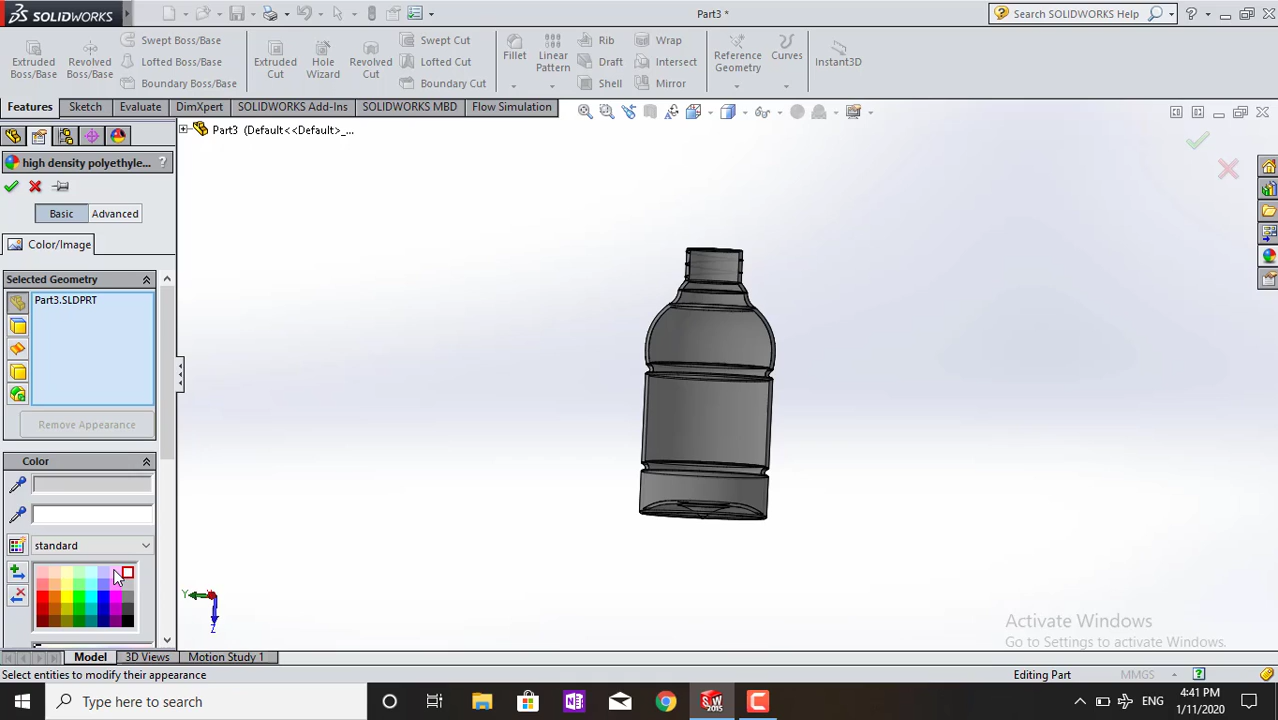 SOLIDWORKS
Part3 *
Search SOLIDWORKS Help
Extruded Boss/Base
Revolved Boss/Base
Swept Boss/Base
Lofted Boss/Base
Boundary Boss/Base
Extruded Cut
Hole Wizard
Revolved Cut
Swept Cut
Lofted Cut
Boundary Cut
Fillet
Linear Pattern
Rib
Draft
Shell
Wrap
Intersect
Mirror
Reference Geometry
Curves
Instant3D
Features
Sketch
Evaluate
DimXpert
SOLIDWORKS Add-Ins
SOLIDWORKS MBD
Flow Simulation
Part3 (Default<<Default>_...
high density polyethyle...
?
Basic
Advanced
Color/Image
Selected Geometry
Part3.SLDPRT
Remove Appearance
Color
standard
Y
Z
Activate Windows
Go to Settings to activate Windows.
Model
3D Views
Motion Study 1
Select entities to modify their appearance
Editing Part
MMGS
Type here to search
SW
2015
ENG
4:41 PM
1/11/2020